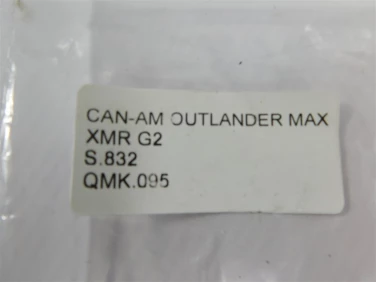 CAN-AM OUTLANDER MAX
XMR G2
S.832
QMK.095